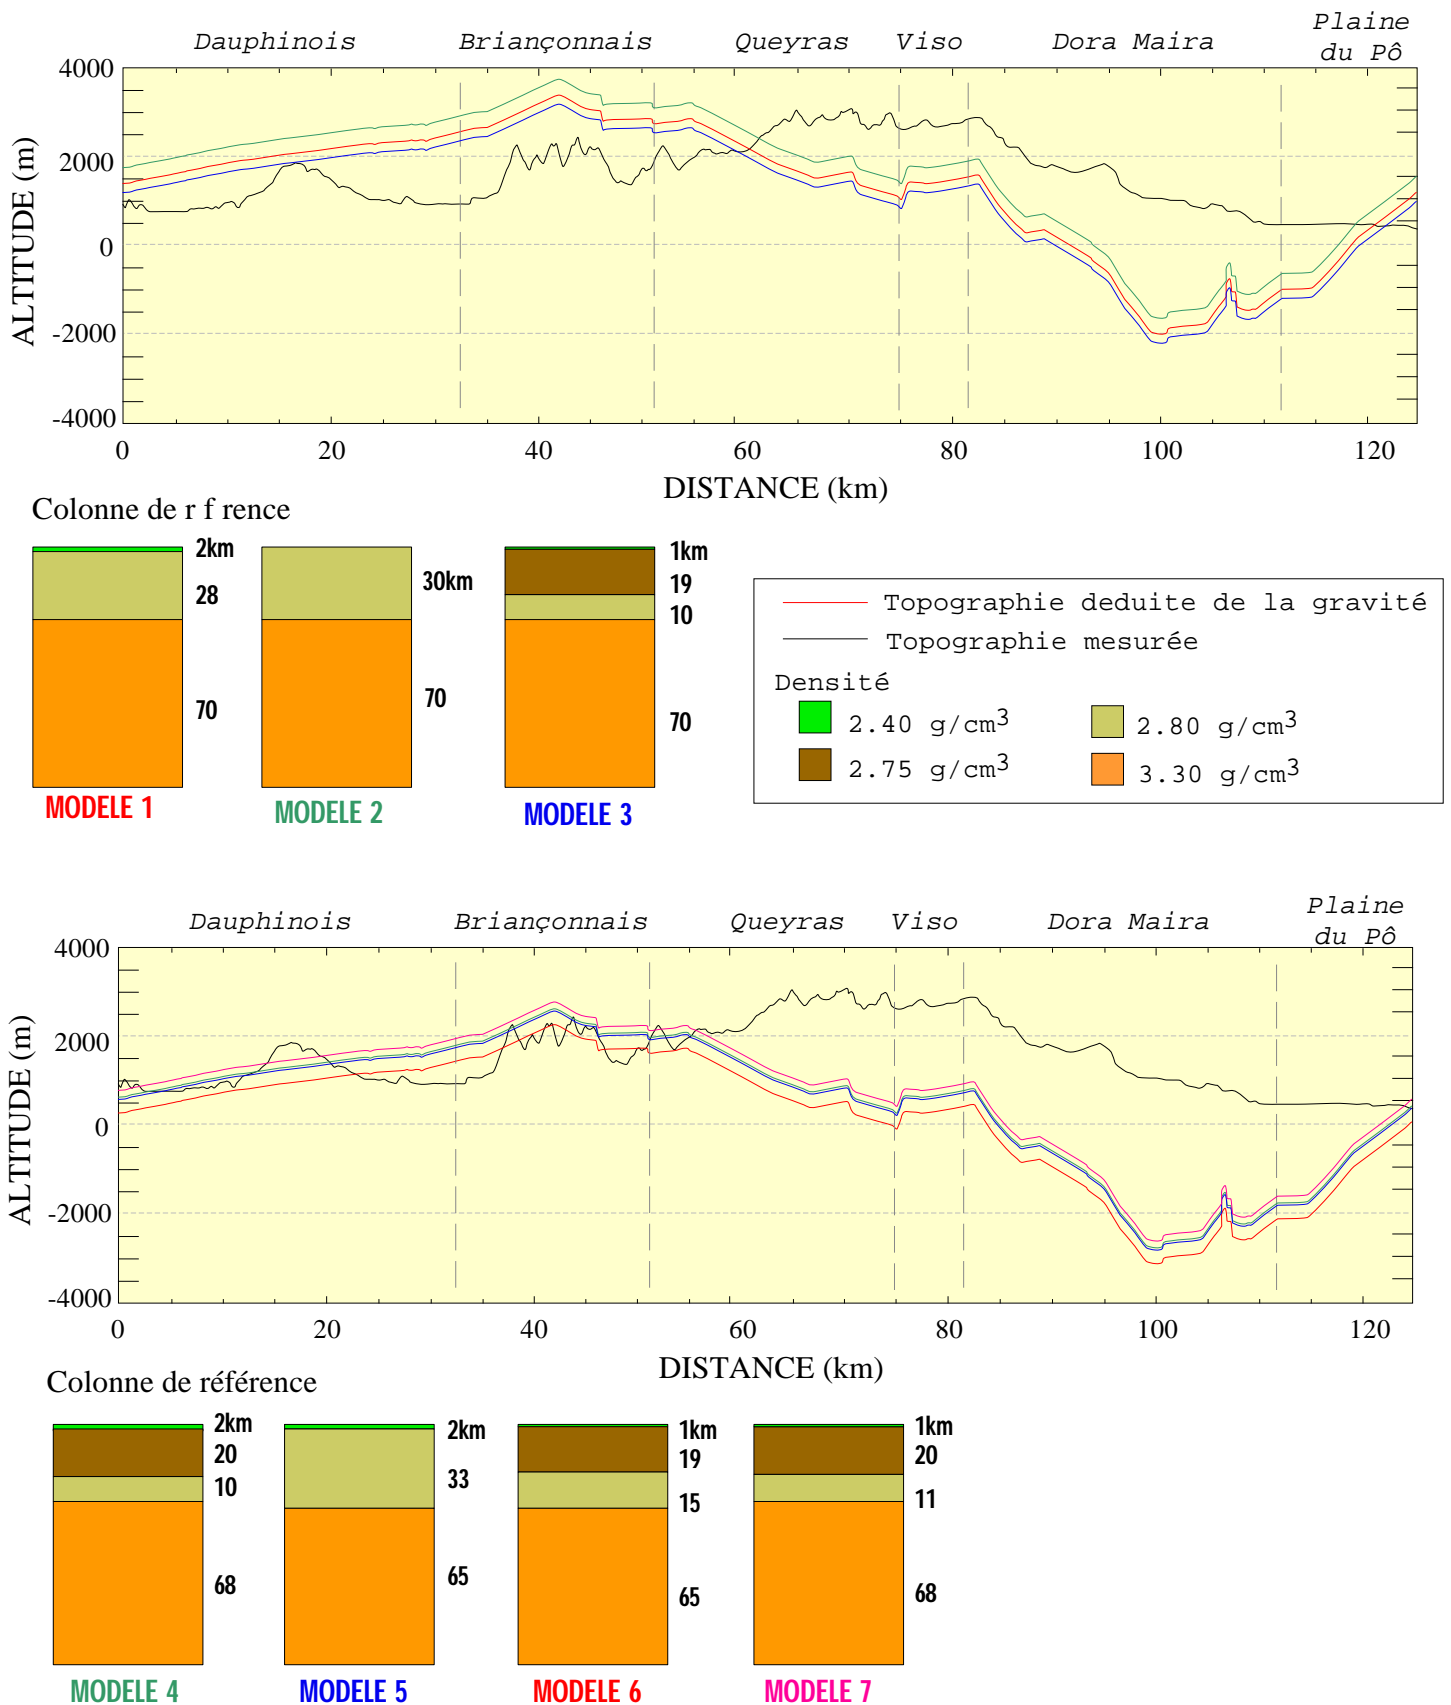 Dauphinois Briançonnais Queyras Viso Dora Maira Plaine du Pô
4000
2000
0
-2000
-4000
ALTITUDE (m)
0 20 40 60 80 100 120
DISTANCE (km)
Colonne de r f rence
2km
28
70
MODELE 1
30km
70
MODELE 2
1km
19
10
70
MODELE 3
Topographie deduite de la gravité
Topographie mesurée
Densité
2.40 g/cm3
2.80 g/cm3
2.75 g/cm3
3.30 g/cm3
Dauphinois Briançonnais Queyras Viso Dora Maira Plaine du Pô
4000
2000
0
-2000
-4000
ALTITUDE (m)
0 20 40 60 80 100 120
DISTANCE (km)
Colonne de référence
2km
20
10
68
MODELE 4
2km
33
65
MODELE 5
1km
19
15
65
MODELE 6
1km
20
11
68
MODELE 7